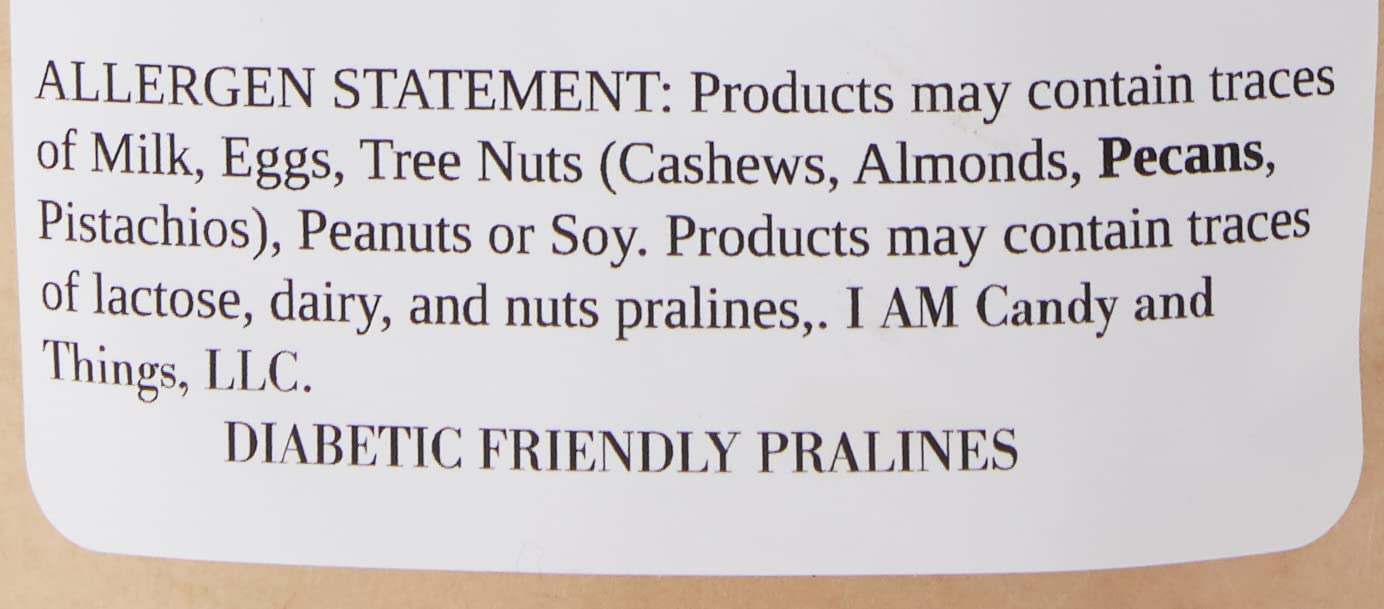 ALLERGEN STATEMENT: Products may contain traces
of Milk, Eggs, Tree Nuts (Cashews, Almonds, Pecans,
Pistachios), Peanuts or Soy. Products may contain traces
of lactose, dairy, and nuts pralines,. I AM Candy and
Things, LLC.
DIABETIC FRIENDLY PRALINES